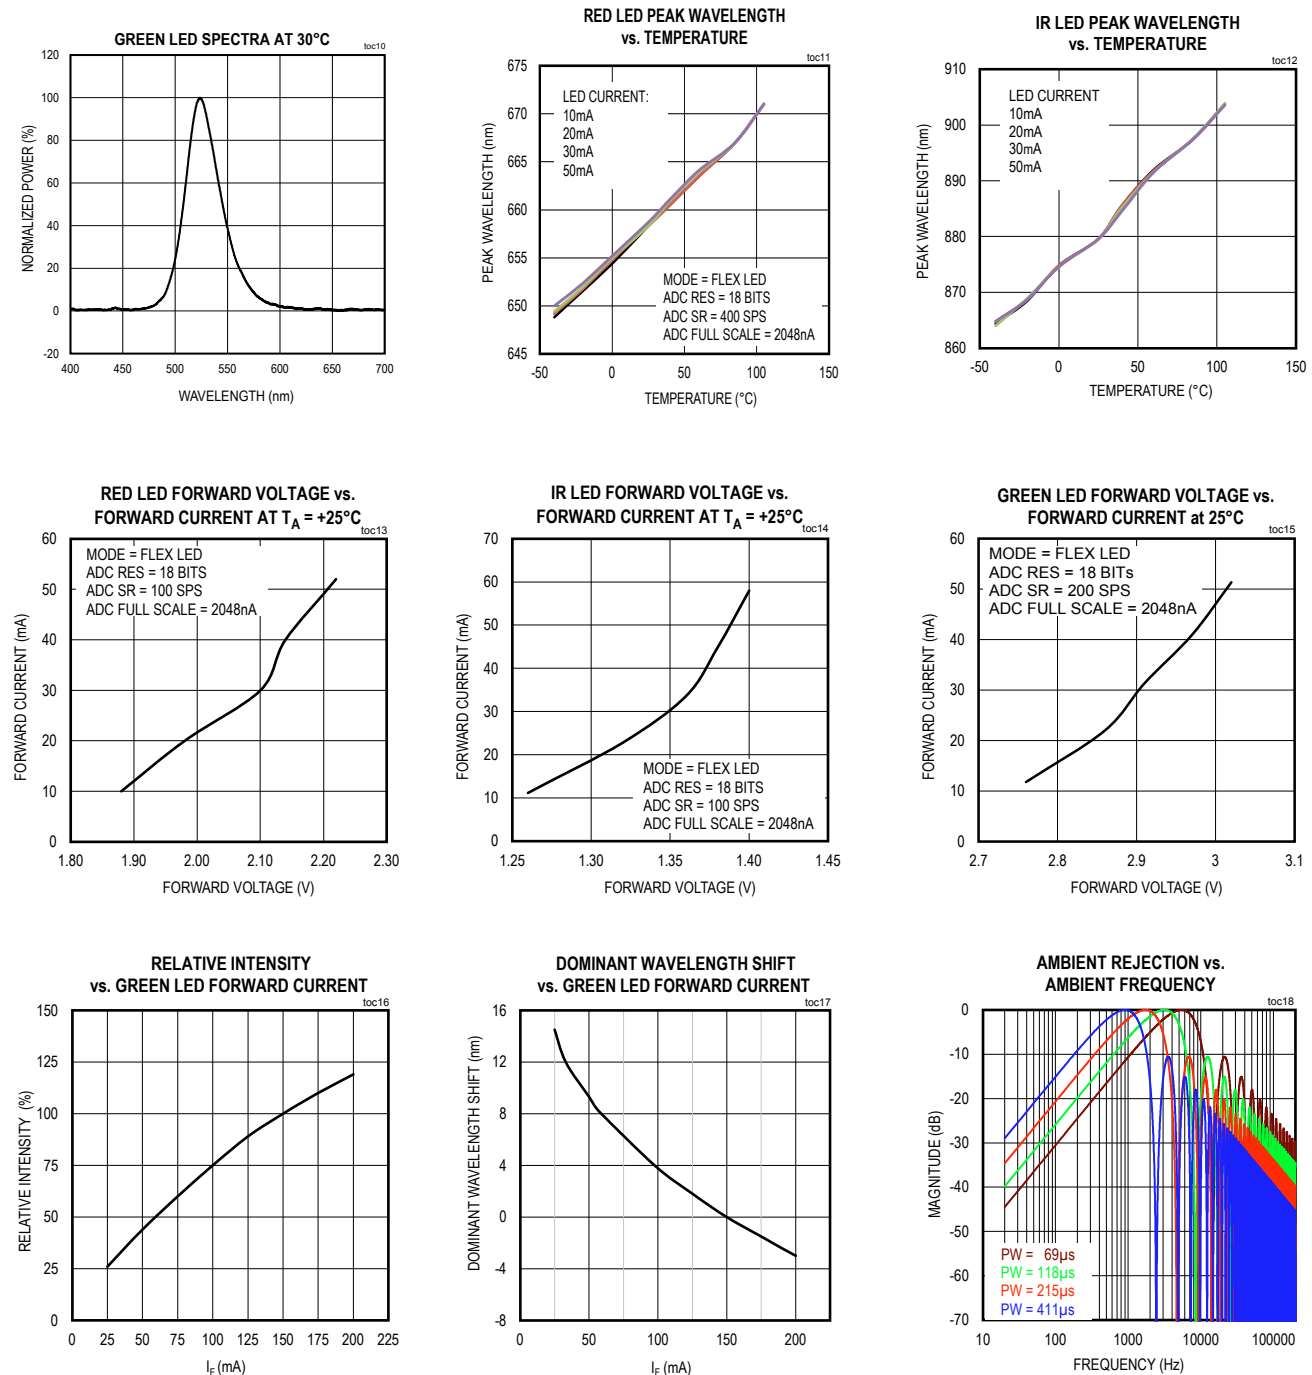 GREEN LED SPECTRA AT 30°C
toc10
NORMALIZED POWER (%)
120
100
80
60
40
20
0
-20
400 450 500 550 600 650 700
WAVELENGTH (nm)
RED LED PEAK WAVELENGTH
vs. TEMPERATURE
toc11
PEAK WAVELENGTH (nm)
675
670
665
660
655
650
645
LED CURRENT:
10mA
20mA
30mA
50mA
MODE = FLEX LED
ADC RES = 18 BITS
ADC SR = 400 SPS
ADC FULL SCALE = 2048nA
-50 0 50 100 150
TEMPERATURE (°C)
IR LED PEAK WAVELENGTH
vs. TEMPERATURE
toc12
PEAK WAVELENGTH (nm)
910
900
890
880
870
860
LED CURRENT
10mA
20mA
30mA
50mA
-50 0 50 100 150
TEMPERATURE (°C)
RED LED FORWARD VOLTAGE vs.
FORWARD CURRENT AT TA = +25°C
toc13
FORWARD CURRENT (mA)
60
50
40
30
20
10
0
MODE = FLEX LED
ADC RES = 18 BITS
ADC SR = 100 SPS
ADC FULL SCALE = 2048nA
1.80 1.90 2.00 2.10 2.20 2.30
FORWARD VOLTAGE (V)
IR LED FORWARD VOLTAGE vs.
FORWARD CURRENT AT TA = +25°C
toc14
FORWARD CURRENT (mA)
70
60
50
40
30
20
10
0
MODE = FLEX LED
ADC RES = 18 BITS
ADC SR = 100 SPS
ADC FULL SCALE = 2048nA
1.25 1.30 1.35 1.40 1.45
FORWARD VOLTAGE (V)
GREEN LED FORWARD VOLTAGE vs.
FORWARD CURRENT at 25°C
toc15
FORWARD CURRENT (mA)
60
50
40
30
20
10
0
MODE = FLEX LED
ADC RES = 18 BITs
ADC SR = 200 SPS
ADC FULL SCALE = 2048nA
2.7 2.8 2.9 3 3.1
FORWARD VOLTAGE (V)
RELATIVE INTENSITY
vs. GREEN LED FORWARD CURRENT
toc16
RELATIVE INTENSITY (%)
150
125
100
75
50
25
0
0 25 50 75 100 125 150 175 200 225
IF (mA)
DOMINANT WAVELENGTH SHIFT
vs. GREEN LED FORWARD CURRENT
toc17
DOMINANT WAVELENGTH SHIFT (nm)
16
12
8
4
0
-4
-8
0 50 100 150 200
IF (mA)
AMBIENT REJECTION vs.
AMBIENT FREQUENCY
toc18
MAGNITUDE (dB)
0
-10
-20
-30
-40
-50
-60
-70
PW = 69µs
PW = 118µs
PW = 215µs
PW = 411µs
10 100 1000 10000 100000
FREQUENCY (Hz)